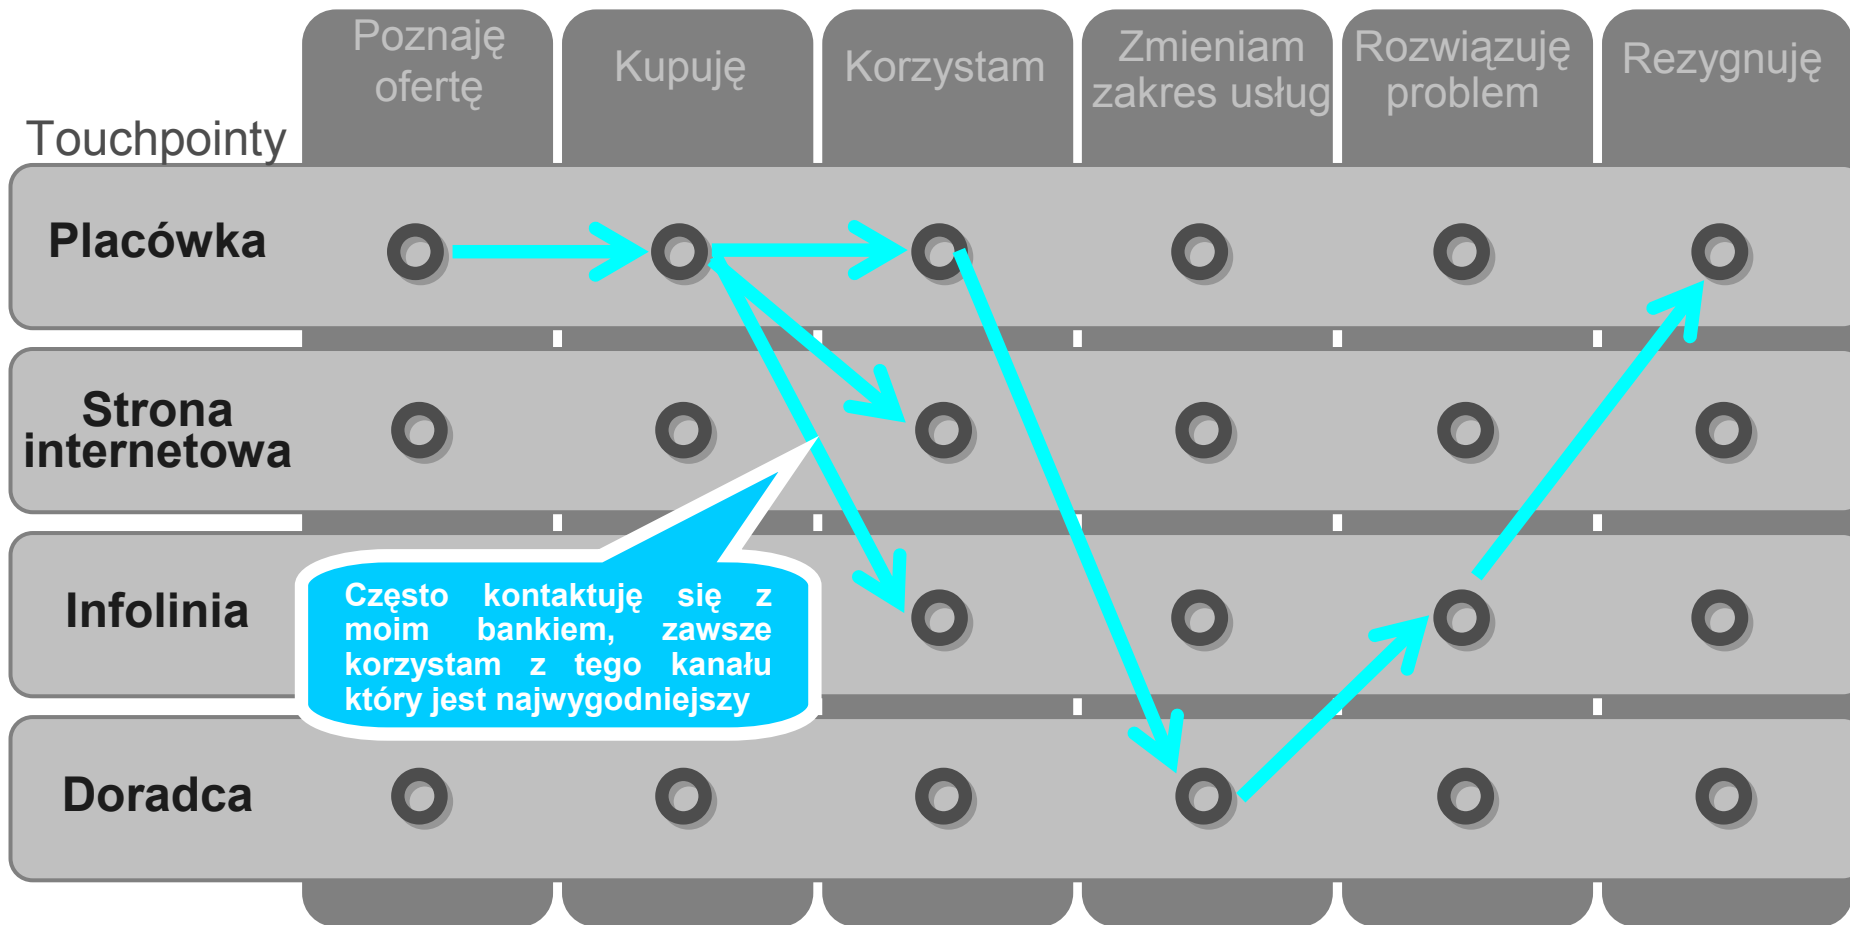 Poznaję
ofertę
Kupuję
Korzystam
Zmieniam
zakres usług
Rozwiązuję
problem
Rezygnuję
Touchpointy
Placówka
Strona
internetowa
Infolinia
Często kontaktuję się z
moim bankiem, zawsze
korzystam z tego kanału
który jest najwygodniejszy
Doradca